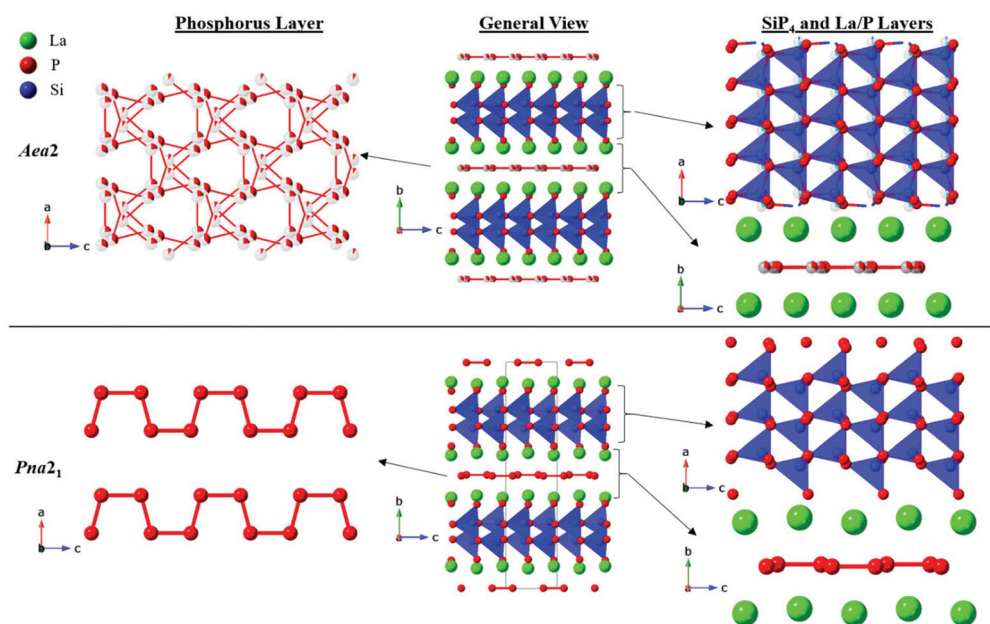 Phosphorus Layer
General View
SiP₄ and La/P Layers
La
P
Si
Aea2
a
b
c
b
c
a
c
b
c
Pna2₁
a
b
c
b
c
a
c
b
c